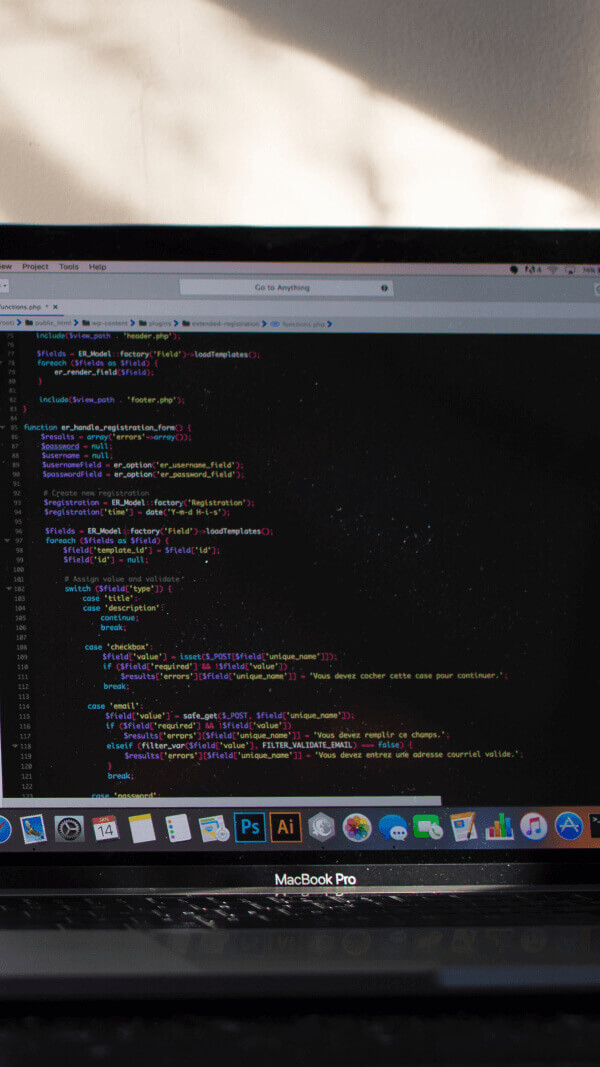 Project Tools Help
Go to Anything
functions.php
public_html wp-content plugins extended-registration functions.php
75 include($view_path . 'header.php');
76
77 $fields = ER_Model::factory('Field')->loadTemplates();
78 foreach ($fields as $field) {
79 er_render_field($field);
80 }
81
82 include($view_path . 'footer.php');
83 }
84
85 function er_handle_registration_form() {
86 $results = array('errors'=>array());
87 $password = null;
88 $username = null;
89 $usernameField = er_option('er_username_field');
90 $passwordField = er_option('er_password_field');
91
92 # Create new registration
93 $registration = ER_Model::factory('Registration');
94 $registration['time'] = date('Y-m-d H-i-s');
95
96 $fields = ER_Model::factory('Field')->loadTemplates();
97 foreach ($fields as $field) {
98 $field['template_id'] = $field['id'];
99 $field['id'] = null;
100
101 # Assign value and validate
102 switch ($field['type']) {
103 case 'title':
104 case 'description':
105 continue;
106 break;
107
108 case 'checkbox':
109 $field['value'] = isset($_POST[$field['unique_name']]);
110 if ($field['required'] && !$field['value'])
111 $results['errors'][$field['unique_name']] = 'Vous devez cocher cette case pour continuer.';
112 break;
113
114 case 'email':
115 $field['value'] = safe_get($_POST, $field['unique_name']);
116 if ($field['required'] && !$field['value'])
117 $results['errors'][$field['unique_name']] = 'Vous devez remplir ce champs.';
118 elseif (filter_var($field['value'], FILTER_VALIDATE_EMAIL) === false) {
119 $results['errors'][$field['unique_name']] = 'Vous devez entrez une adresse courriel valide.';
120 }
121 break;
122
123 case 'password':
JAN
14
Ps Ai
MacBook Pro